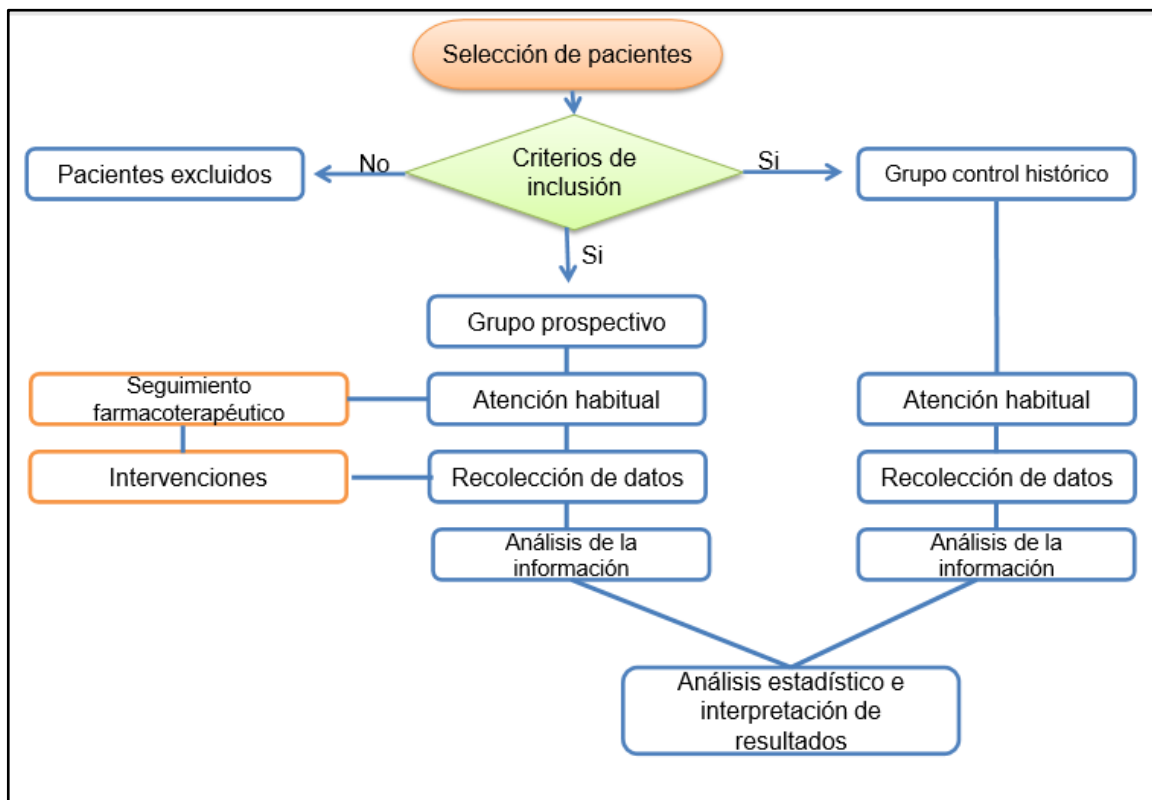 Selección de pacientes
Criterios de
inclusión
No
Si
Pacientes excluidos
Grupo control histórico
Si
Grupo prospectivo
Seguimiento
farmacoterapéutico
Atención habitual
Atención habitual
Intervenciones
Recolección de datos
Recolección de datos
Análisis de la
información
Análisis de la
información
Análisis estadístico e
interpretación de
resultados